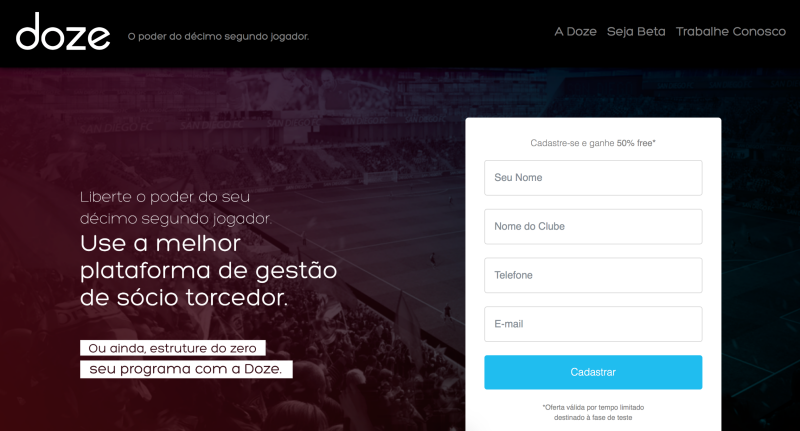 doze
O poder do décimo segundo jogador.
A Doze Seja Beta Trabalhe Conosco
Liberte o poder do seu
décimo segundo jogador.
Use a melhor
plataforma de gestão
de sócio torcedor.
Ou ainda, estruture do zero
seu programa com a Doze.
Cadastre-se e ganhe 50% free*
Seu Nome
Nome do Clube
Telefone
E-mail
Cadastrar
*Oferta válida por tempo limitado
destinado à fase de teste